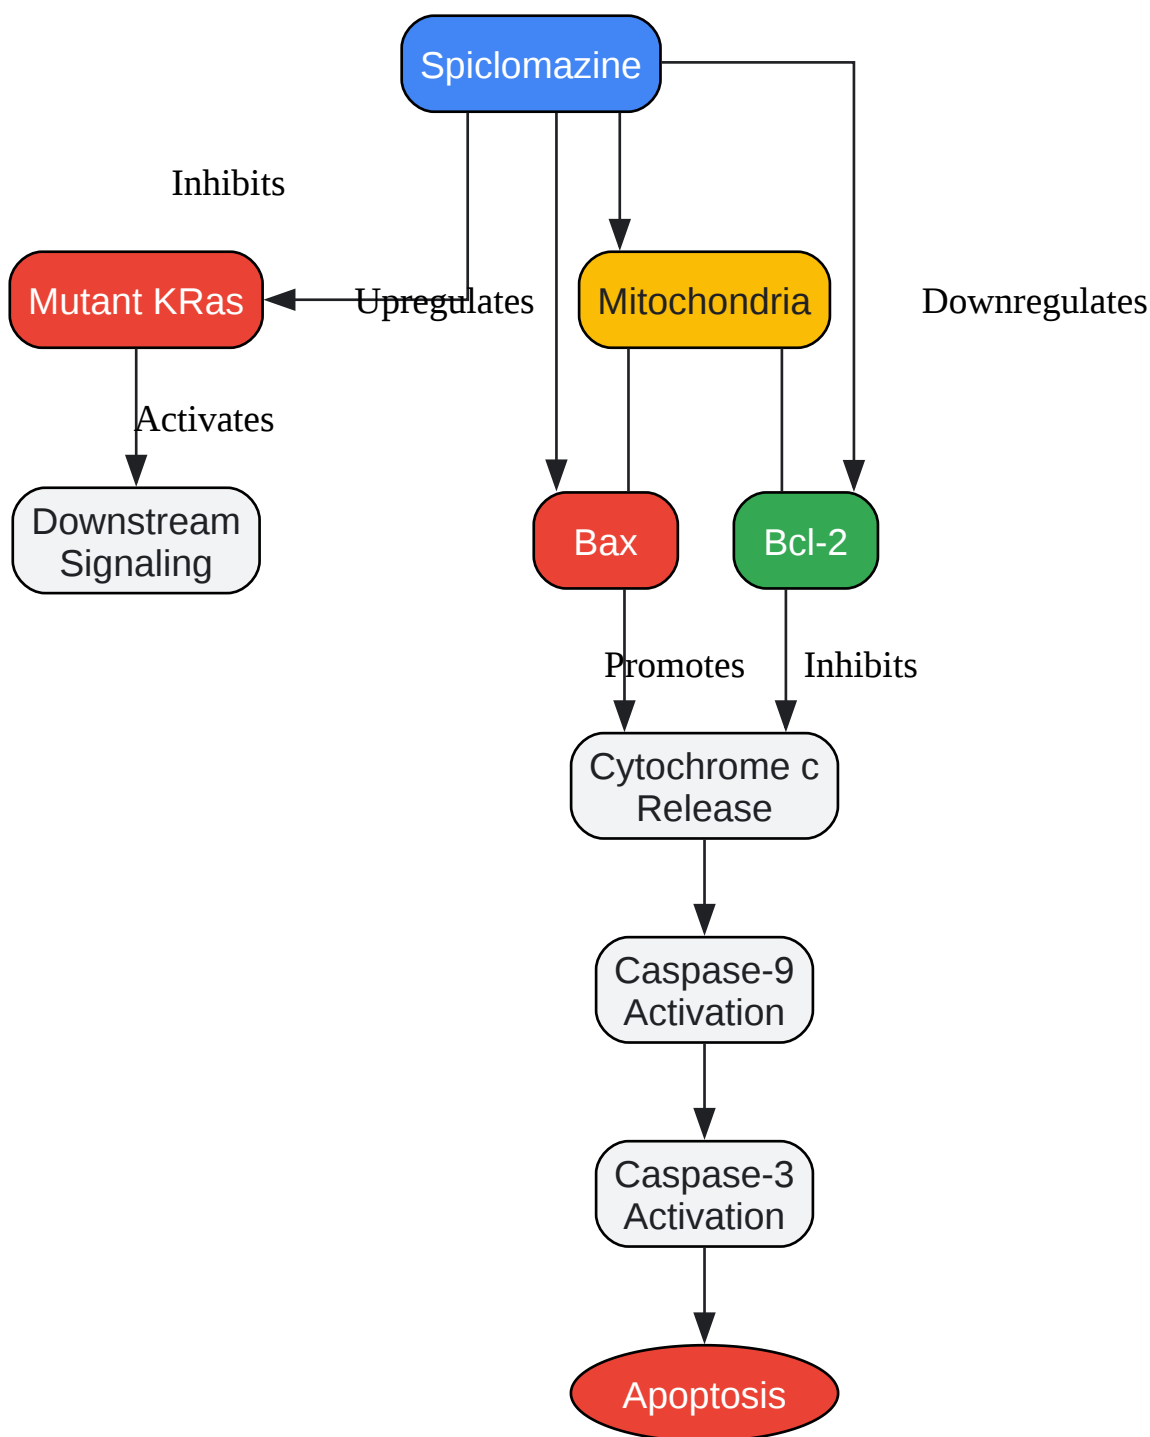 Spiclomazine
Inhibits
Mutant KRas
Upregulates
Mitochondria
Downregulates
Activates
Downstream
Signaling
Bax
Bcl-2
Promotes
Inhibits
Cytochrome c
Release
Caspase-9
Activation
Caspase-3
Activation
Apoptosis